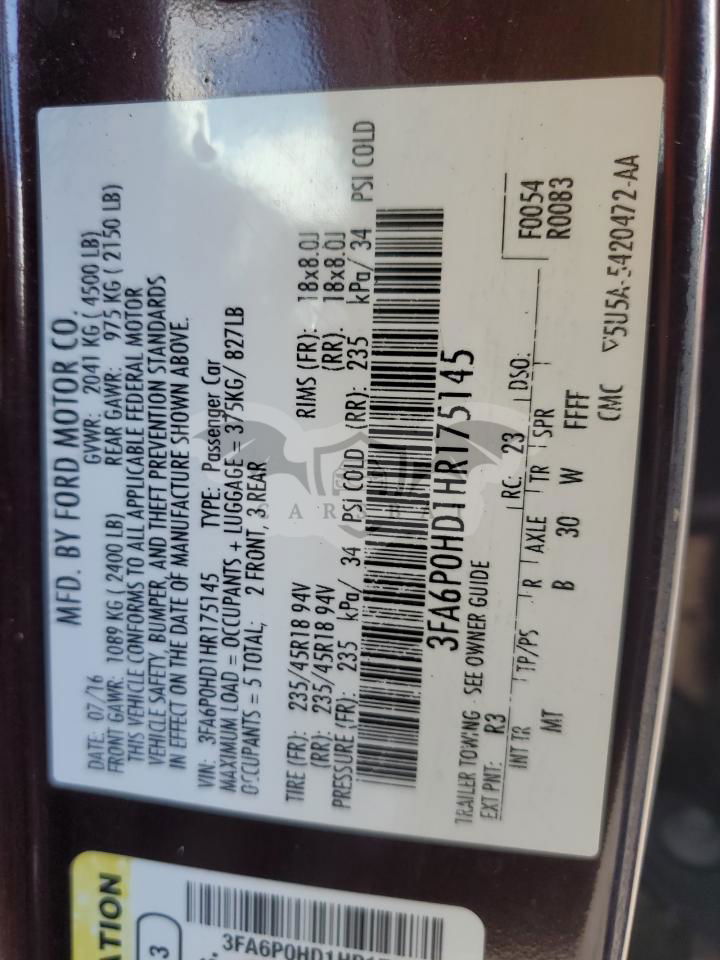 MFD. BY FORD MOTOR CO.
DATE: 07/16 GVWR: 2041 KG ( 4500 LB)
FRONT GAWR: 1089 KG ( 2400 LB) REAR GAWR: 975 KG ( 2150 LB)
THIS VEHICLE CONFORMS TO ALL APPLICABLE FEDERAL MOTOR
VEHICLE SAFETY, BUMPER, AND THEFT PREVENTION STANDARDS
IN EFFECT ON THE DATE OF MANUFACTURE SHOWN ABOVE.
VIN: 3FA6P0HD1HR175145 TYPE: Passenger Car
MAXIMUM LOAD = OCCUPANTS + LUGGAGE = 375KG/ 827LB
OCCUPANTS = 5 TOTAL; 2 FRONT, 3 REAR
TIRE (FR): 235/45R18 94V RIMS (FR): 18x8.0J
(RR): 235/45R18 94V (RR): 18x8.0J
PRESSURE (FR): 235 kPa/ 34 PSI COLD (RR): 235 kPa/ 34 PSI COLD
3FA6P0HD1HR175145
TRAILER TOWING - SEE OWNER GUIDE
EXT PNT: R3 RC: 23 DSO: F0054
R0083
INT TR TP/PS R AXLE TR SPR
MT B 30 W FFFF
CMC 5U5A-5420472-AA
ATION
3
3FA6P0HD1HR